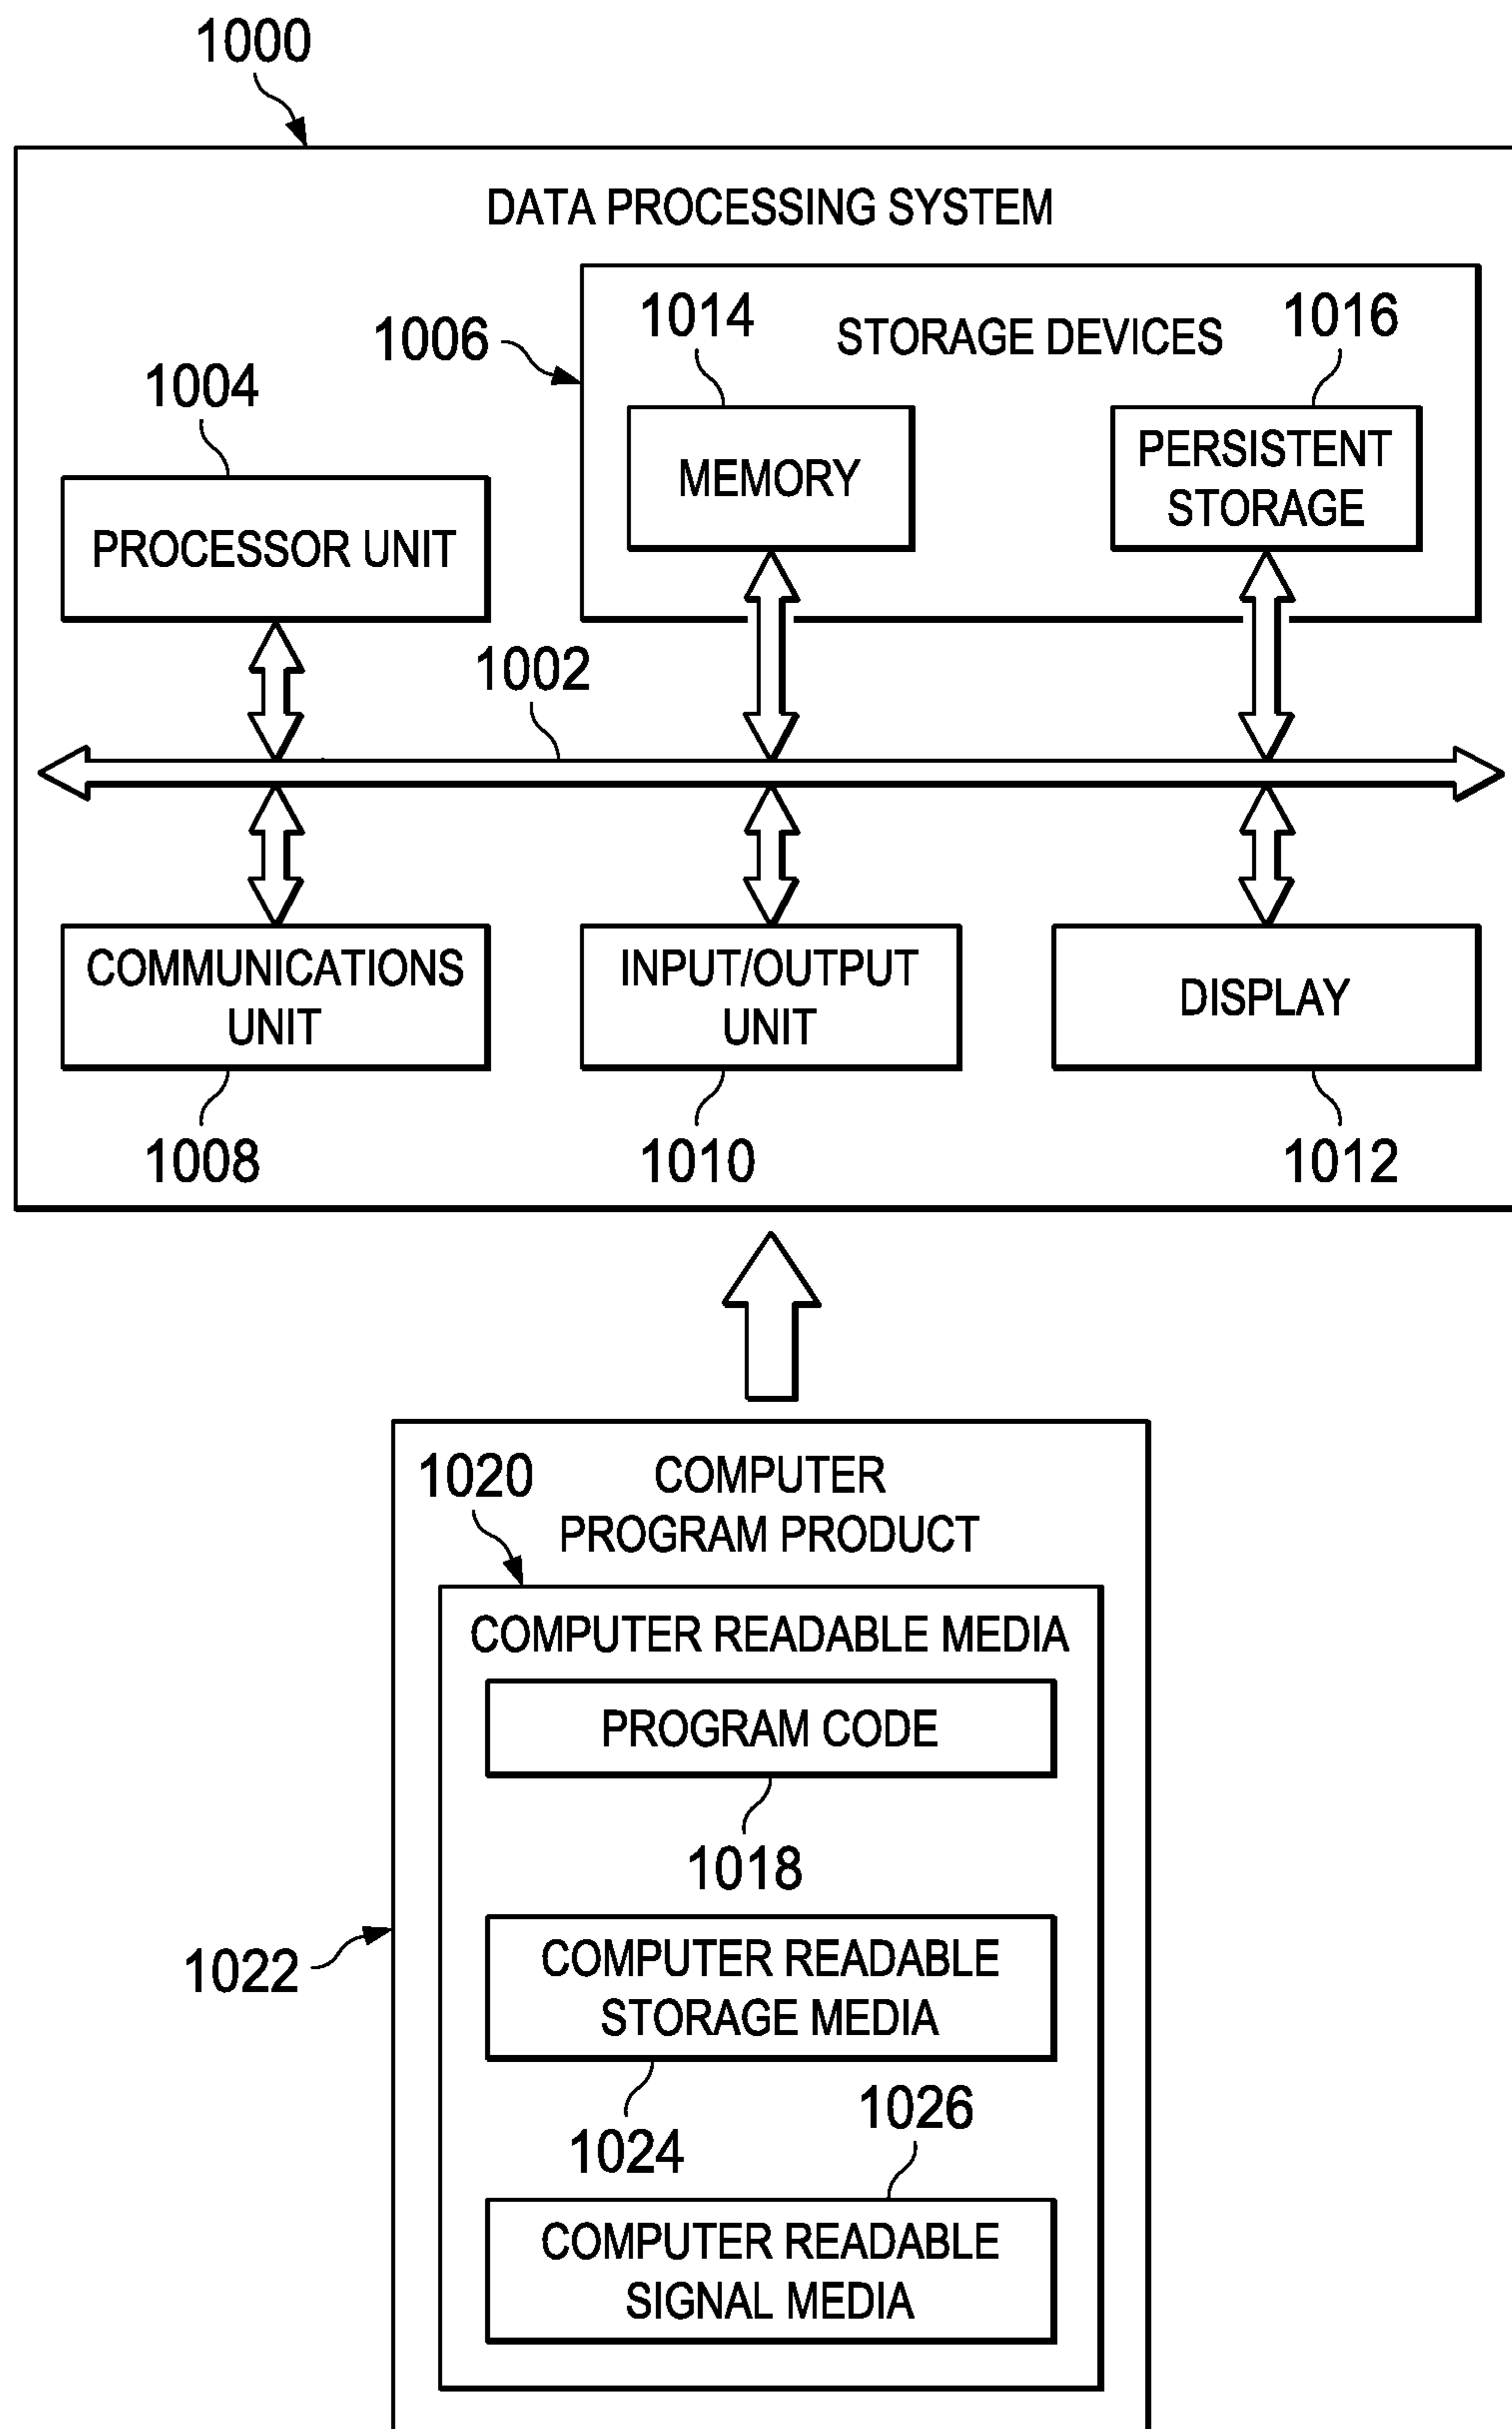 1000
DATA PROCESSING SYSTEM
1006
1014
STORAGE DEVICES
1016
1004
MEMORY
PERSISTENT
STORAGE
PROCESSOR UNIT
1002
COMMUNICATIONS
UNIT
INPUT/OUTPUT
UNIT
DISPLAY
1008
1010
1012
1020
COMPUTER
PROGRAM PRODUCT
COMPUTER READABLE MEDIA
PROGRAM CODE
1018
1022
COMPUTER READABLE
STORAGE MEDIA
1024
1026
COMPUTER READABLE
SIGNAL MEDIA